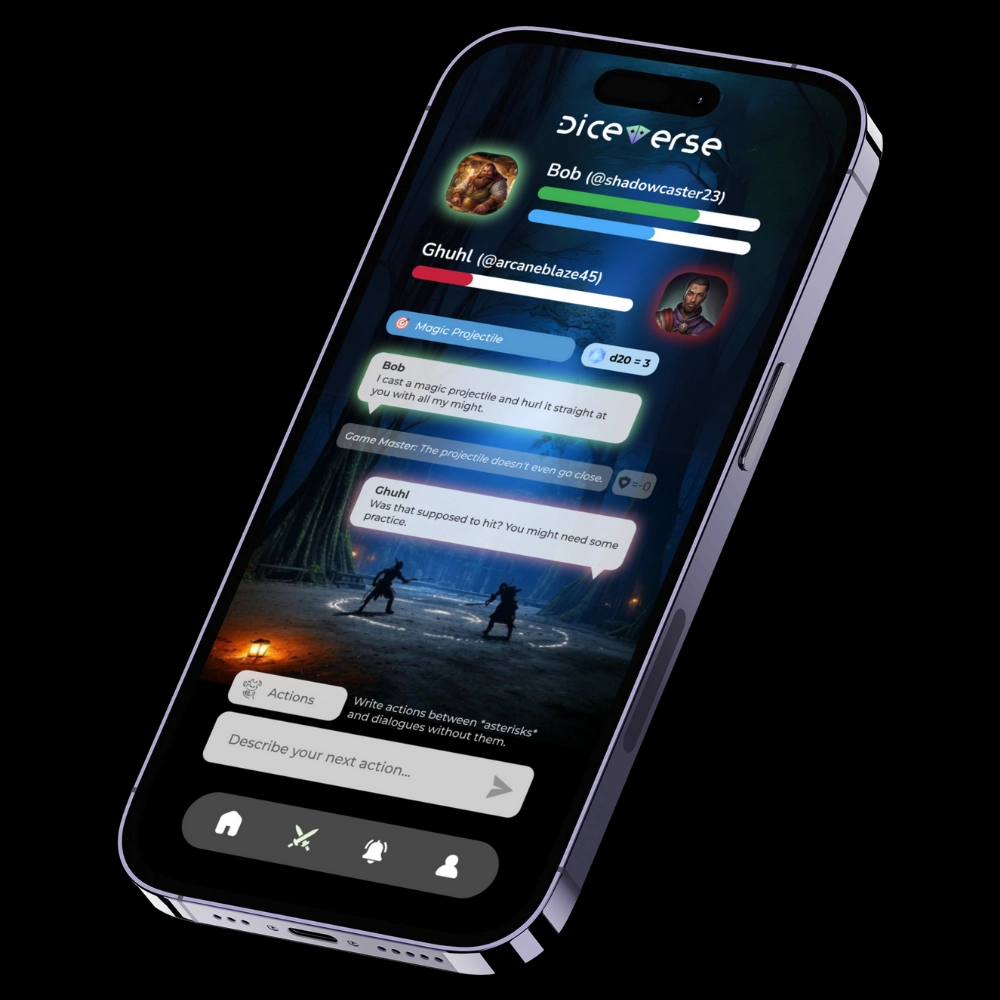 Diceverse
Bob (@shadowcaster23)
Ghuhl (@arcaneblaze45)
Magic Projectile
d20 = 3
Bob
I cast a magic projectile and hurl it straight at
you with all my might.
Game Master: The projectile doesn't even go close.
=-0
Ghuhl
Was that supposed to hit? You might need some
practice.
Actions
Write actions between *asterisks*
and dialogues without them.
Describe your next action...